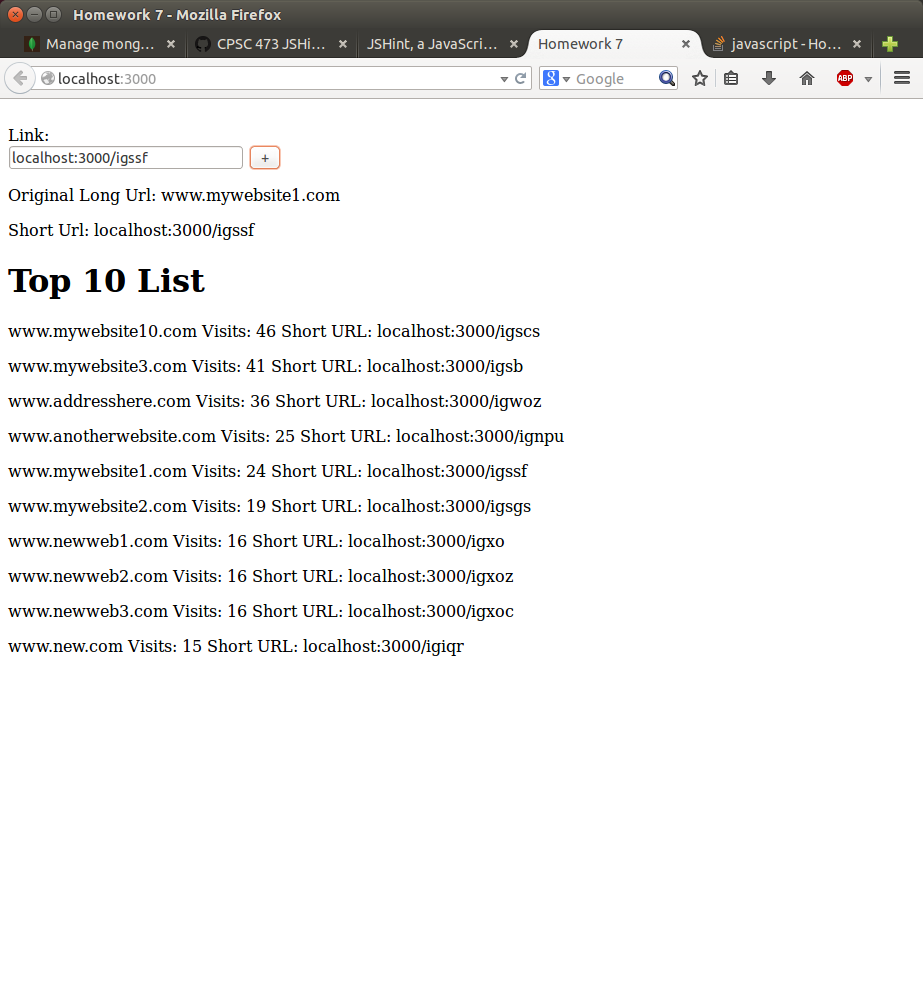 Homework 7 - Mozilla Firefox
Manage mong... CPSC 473 JSHi... JSHint, a JavaScri... Homework 7 javascript - Ho...
localhost:3000 Google ABP
Link:
localhost:3000/igssf +
Original Long Url: www.mywebsite1.com
Short Url: localhost:3000/igssf
Top 10 List
www.mywebsite10.com Visits: 46 Short URL: localhost:3000/igscs
www.mywebsite3.com Visits: 41 Short URL: localhost:3000/igsb
www.addresshere.com Visits: 36 Short URL: localhost:3000/igwoz
www.anotherwebsite.com Visits: 25 Short URL: localhost:3000/ignpu
www.mywebsite1.com Visits: 24 Short URL: localhost:3000/igssf
www.mywebsite2.com Visits: 19 Short URL: localhost:3000/igsgs
www.newweb1.com Visits: 16 Short URL: localhost:3000/igxo
www.newweb2.com Visits: 16 Short URL: localhost:3000/igxoz
www.newweb3.com Visits: 16 Short URL: localhost:3000/igxoc
www.new.com Visits: 15 Short URL: localhost:3000/igiqr